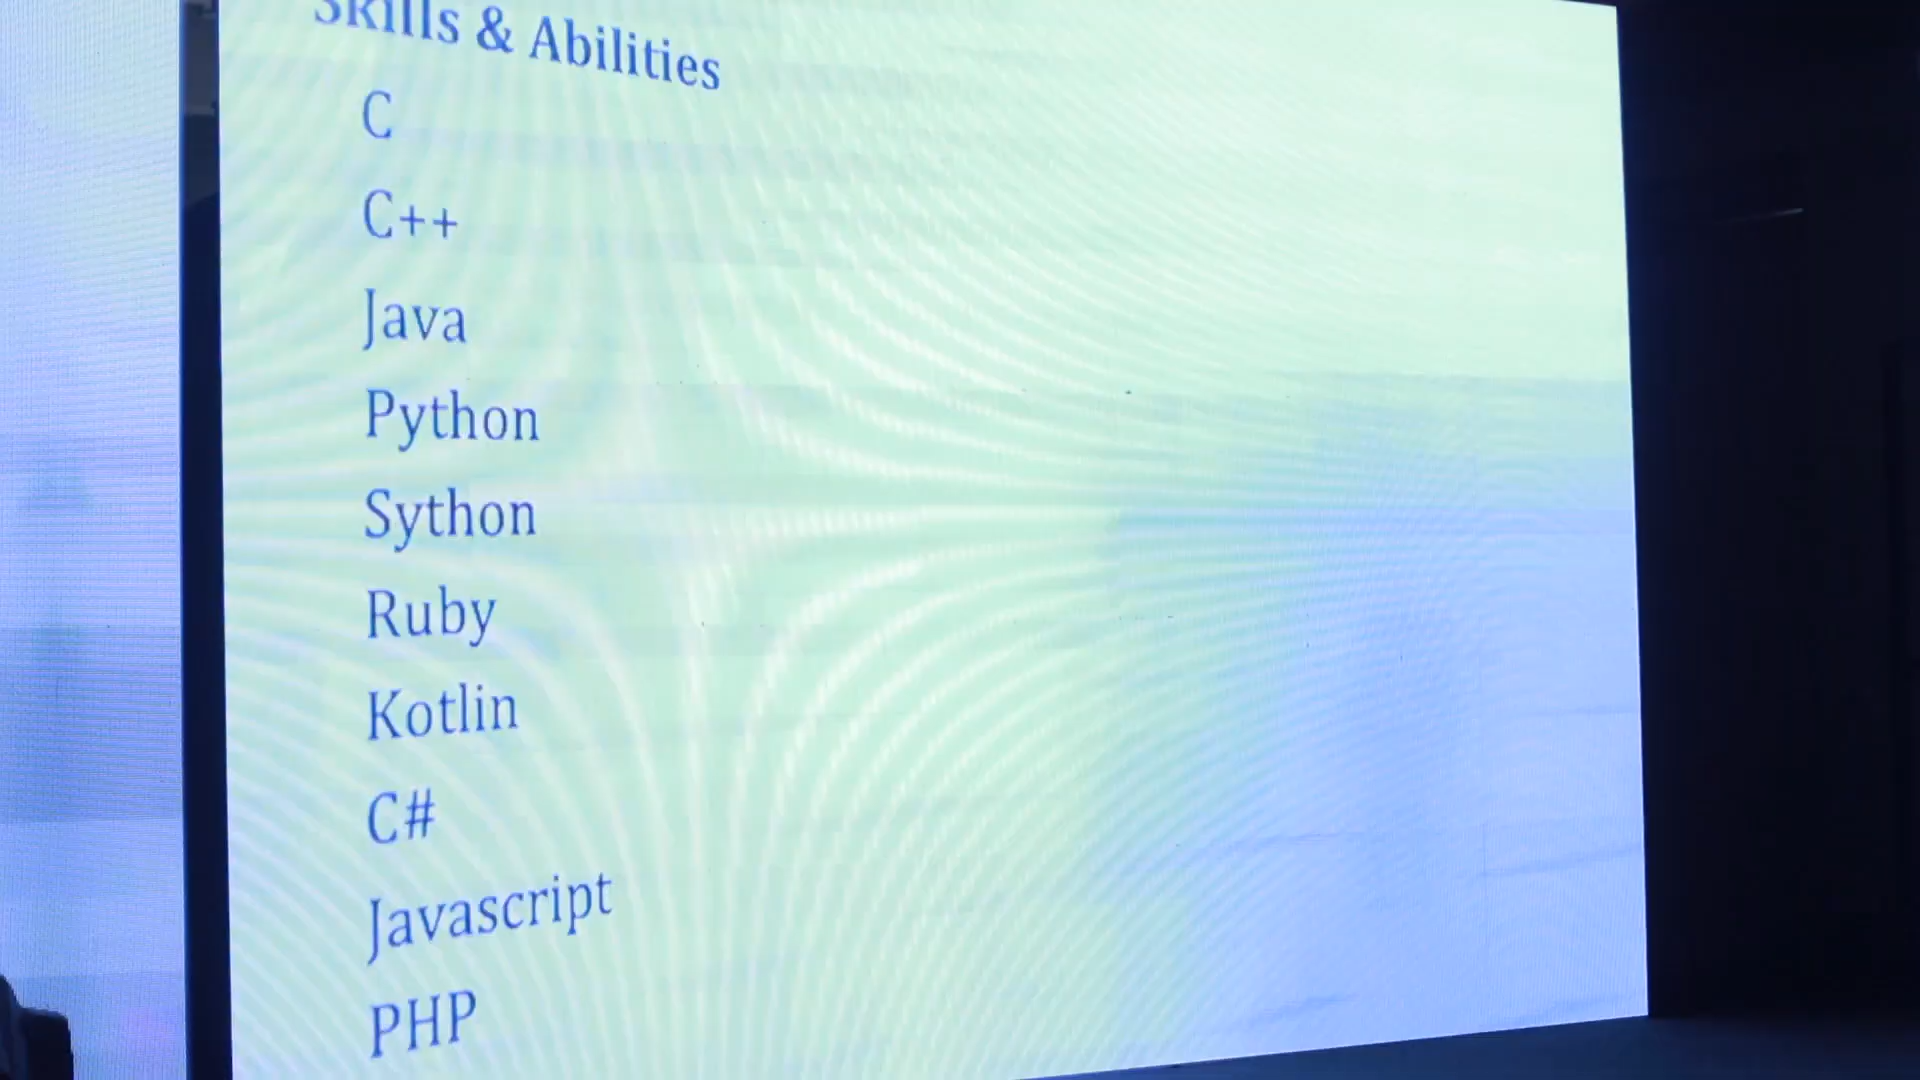 Skills & Abilities
C
C++
Java
Python
Sython
Ruby
Kotlin
C#
Javascript
PHP